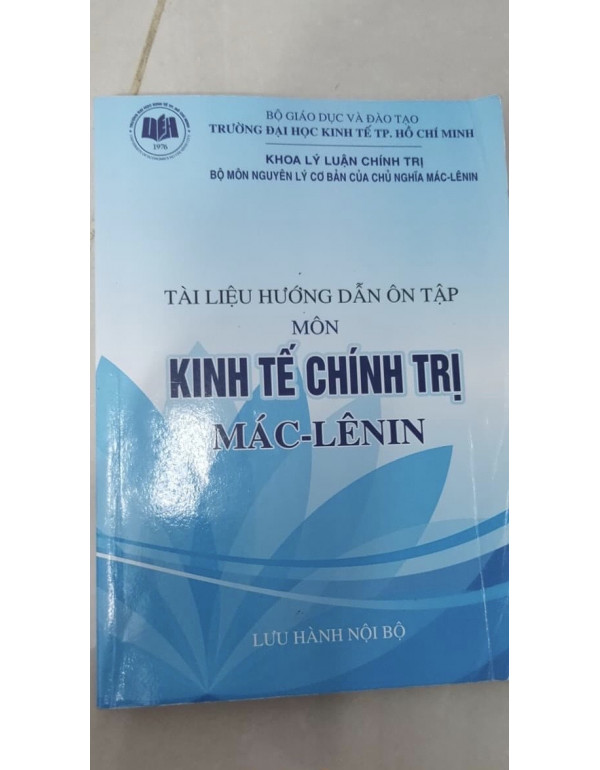 BỘ GIÁO DỤC VÀ ĐÀO TẠO
TRƯỜNG ĐẠI HỌC KINH TẾ TP. HỒ CHÍ MINH
KHOA LÝ LUẬN CHÍNH TRỊ
BỘ MÔN NGUYÊN LÝ CƠ BẢN CỦA CHỦ NGHĨA MÁC-LÊNIN
1976
TÀI LIỆU HƯỚNG DẪN ÔN TẬP
MÔN
KINH TẾ CHÍNH TRỊ
MÁC-LÊNIN
LƯU HÀNH NỘI BỘ